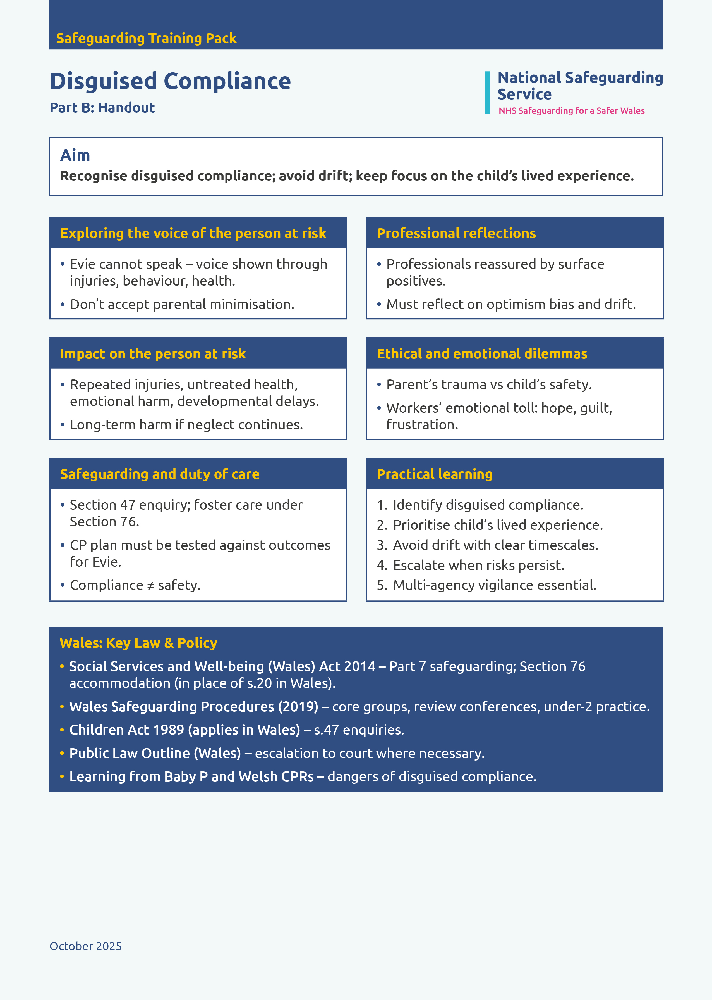 Safeguarding Training Pack
Disguised Compliance
Part B: Handout
National Safeguarding
Service
NHS Safeguarding for a Safer Wales
Aim
Recognise disguised compliance; avoid drift; keep focus on the child’s lived experience.
Exploring the voice of the person at risk
• Evie cannot speak – voice shown through
injuries, behaviour, health.
• Don’t accept parental minimisation.
Professional reflections
• Professionals reassured by surface
positives.
• Must reflect on optimism bias and drift.
Impact on the person at risk
• Repeated injuries, untreated health,
emotional harm, developmental delays.
• Long-term harm if neglect continues.
Ethical and emotional dilemmas
• Parent’s trauma vs child’s safety.
• Workers’ emotional toll: hope, guilt,
frustration.
Safeguarding and duty of care
• Section 47 enquiry; foster care under
Section 76.
• CP plan must be tested against outcomes
for Evie.
• Compliance ≠ safety.
Practical learning
1. Identify disguised compliance.
2. Prioritise child’s lived experience.
3. Avoid drift with clear timescales.
4. Escalate when risks persist.
5. Multi-agency vigilance essential.
Wales: Key Law & Policy
• Social Services and Well-being (Wales) Act 2014 – Part 7 safeguarding; Section 76
accommodation (in place of s.20 in Wales).
• Wales Safeguarding Procedures (2019) – core groups, review conferences, under-2 practice.
• Children Act 1989 (applies in Wales) – s.47 enquiries.
• Public Law Outline (Wales) – escalation to court where necessary.
• Learning from Baby P and Welsh CPRs – dangers of disguised compliance.
October 2025